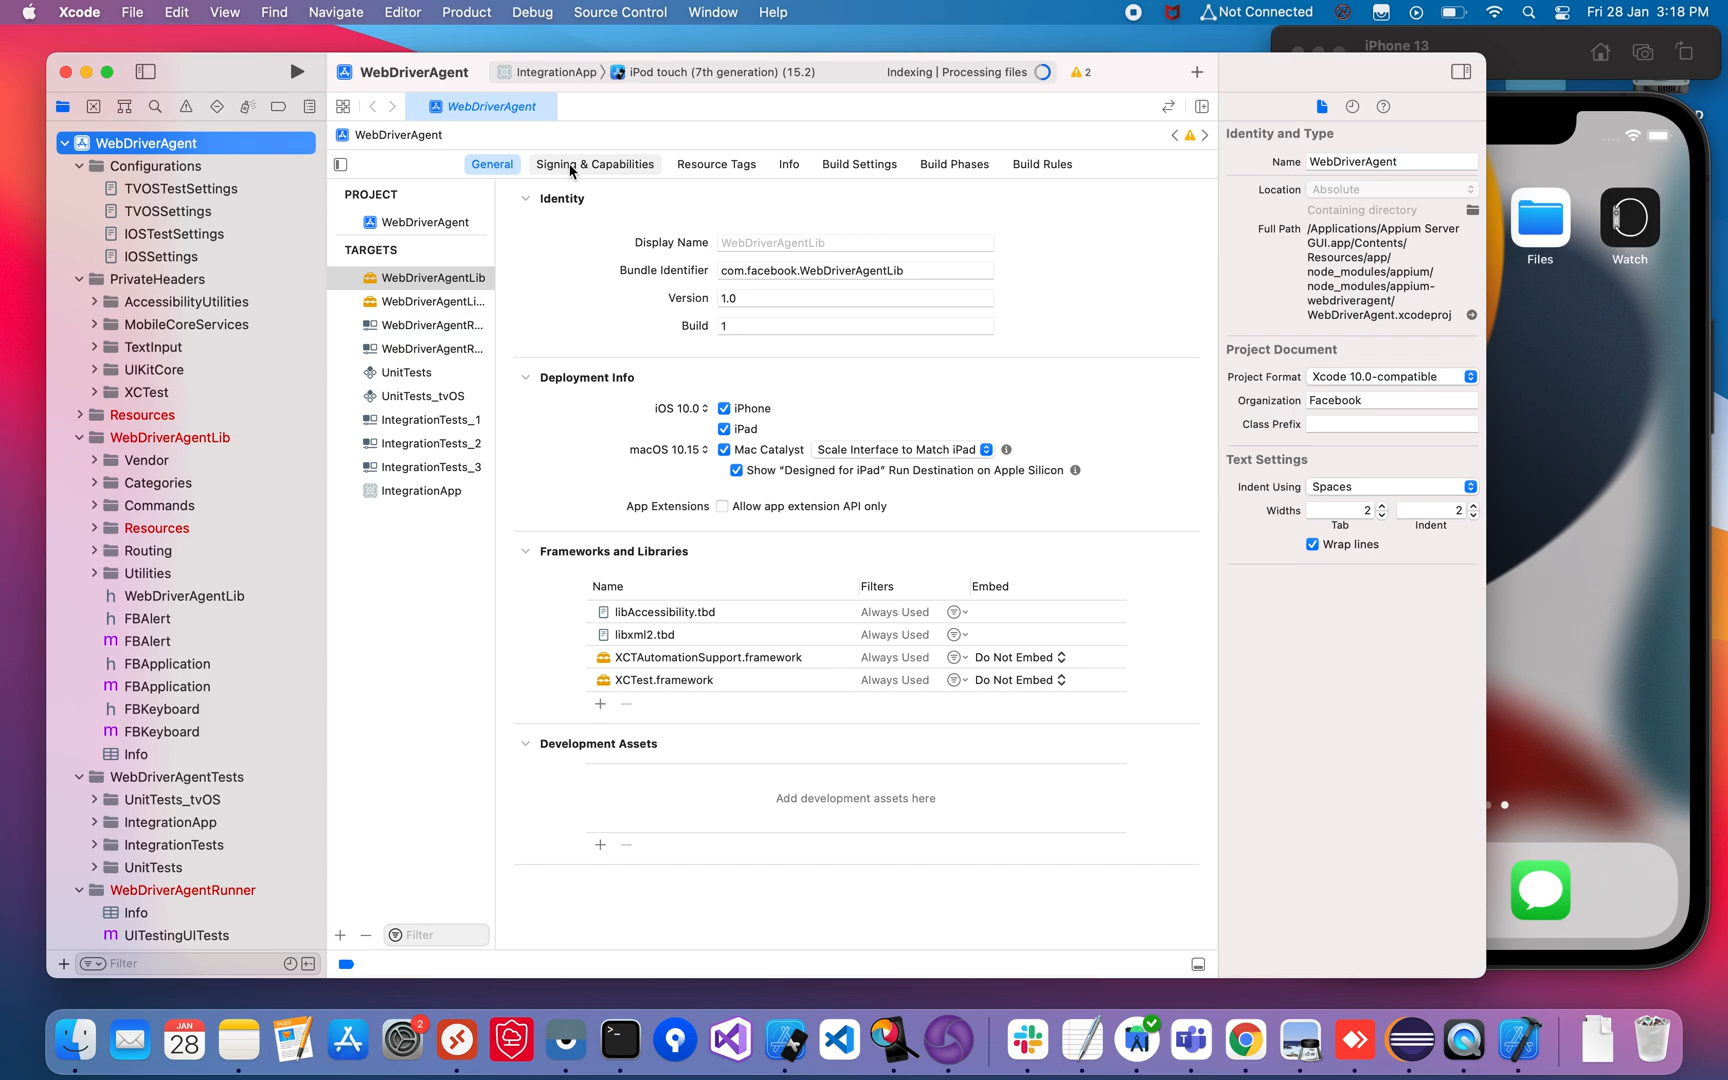 Xcode File Edit View Find Navigate Editor Product Debug Source Control Window Help Not Connected Fri 28 Jan 3:18 PM
iPhone 13
WebDriverAgent IntegrationApp iPod touch (7th generation) (15.2) Indexing | Processing files 2
WebDriverAgent
WebDriverAgent
General Signing & Capabilities Resource Tags Info Build Settings Build Phases Build Rules
WebDriverAgent
Configurations
TVOSTestSettings
TVOSSettings
IOSTestSettings
IOSSettings
PrivateHeaders
AccessibilityUtilities
MobileCoreServices
TextInput
UIKitCore
XCTest
Resources
WebDriverAgentLib
Vendor
Categories
Commands
Resources
Routing
Utilities
h WebDriverAgentLib
h FBAlert
m FBAlert
h FBApplication
m FBApplication
h FBKeyboard
m FBKeyboard
Info
WebDriverAgentTests
UnitTests_tvOS
IntegrationApp
IntegrationTests
UnitTests
WebDriverAgentRunner
Info
m UITestingUITests
Filter
PROJECT
WebDriverAgent
TARGETS
WebDriverAgentLib
WebDriverAgentLi...
WebDriverAgentR...
WebDriverAgentR...
UnitTests
UnitTests_tvOS
IntegrationTests_1
IntegrationTests_2
IntegrationTests_3
IntegrationApp
Filter
Identity
Display Name WebDriverAgentLib
Bundle Identifier com.facebook.WebDriverAgentLib
Version 1.0
Build 1
Deployment Info
iOS 10.0 iPhone
iPad
macOS 10.15 Mac Catalyst Scale Interface to Match iPad
Show “Designed for iPad” Run Destination on Apple Silicon
App Extensions Allow app extension API only
Frameworks and Libraries
Name Filters Embed
libAccessibility.tbd Always Used
libxml2.tbd Always Used
XCTAutomationSupport.framework Always Used Do Not Embed
XCTest.framework Always Used Do Not Embed
Development Assets
Add development assets here
Identity and Type
Name WebDriverAgent
Location Absolute
Containing directory
Full Path /Applications/Appium Server
GUI.app/Contents/
Resources/app/
node_modules/appium/
node_modules/appium-
webdriveragent/
WebDriverAgent.xcodeproj
Project Document
Project Format Xcode 10.0-compatible
Organization Facebook
Class Prefix
Text Settings
Indent Using Spaces
Widths 2 2
Tab Indent
Wrap lines
Files Watch
JAN
28
2